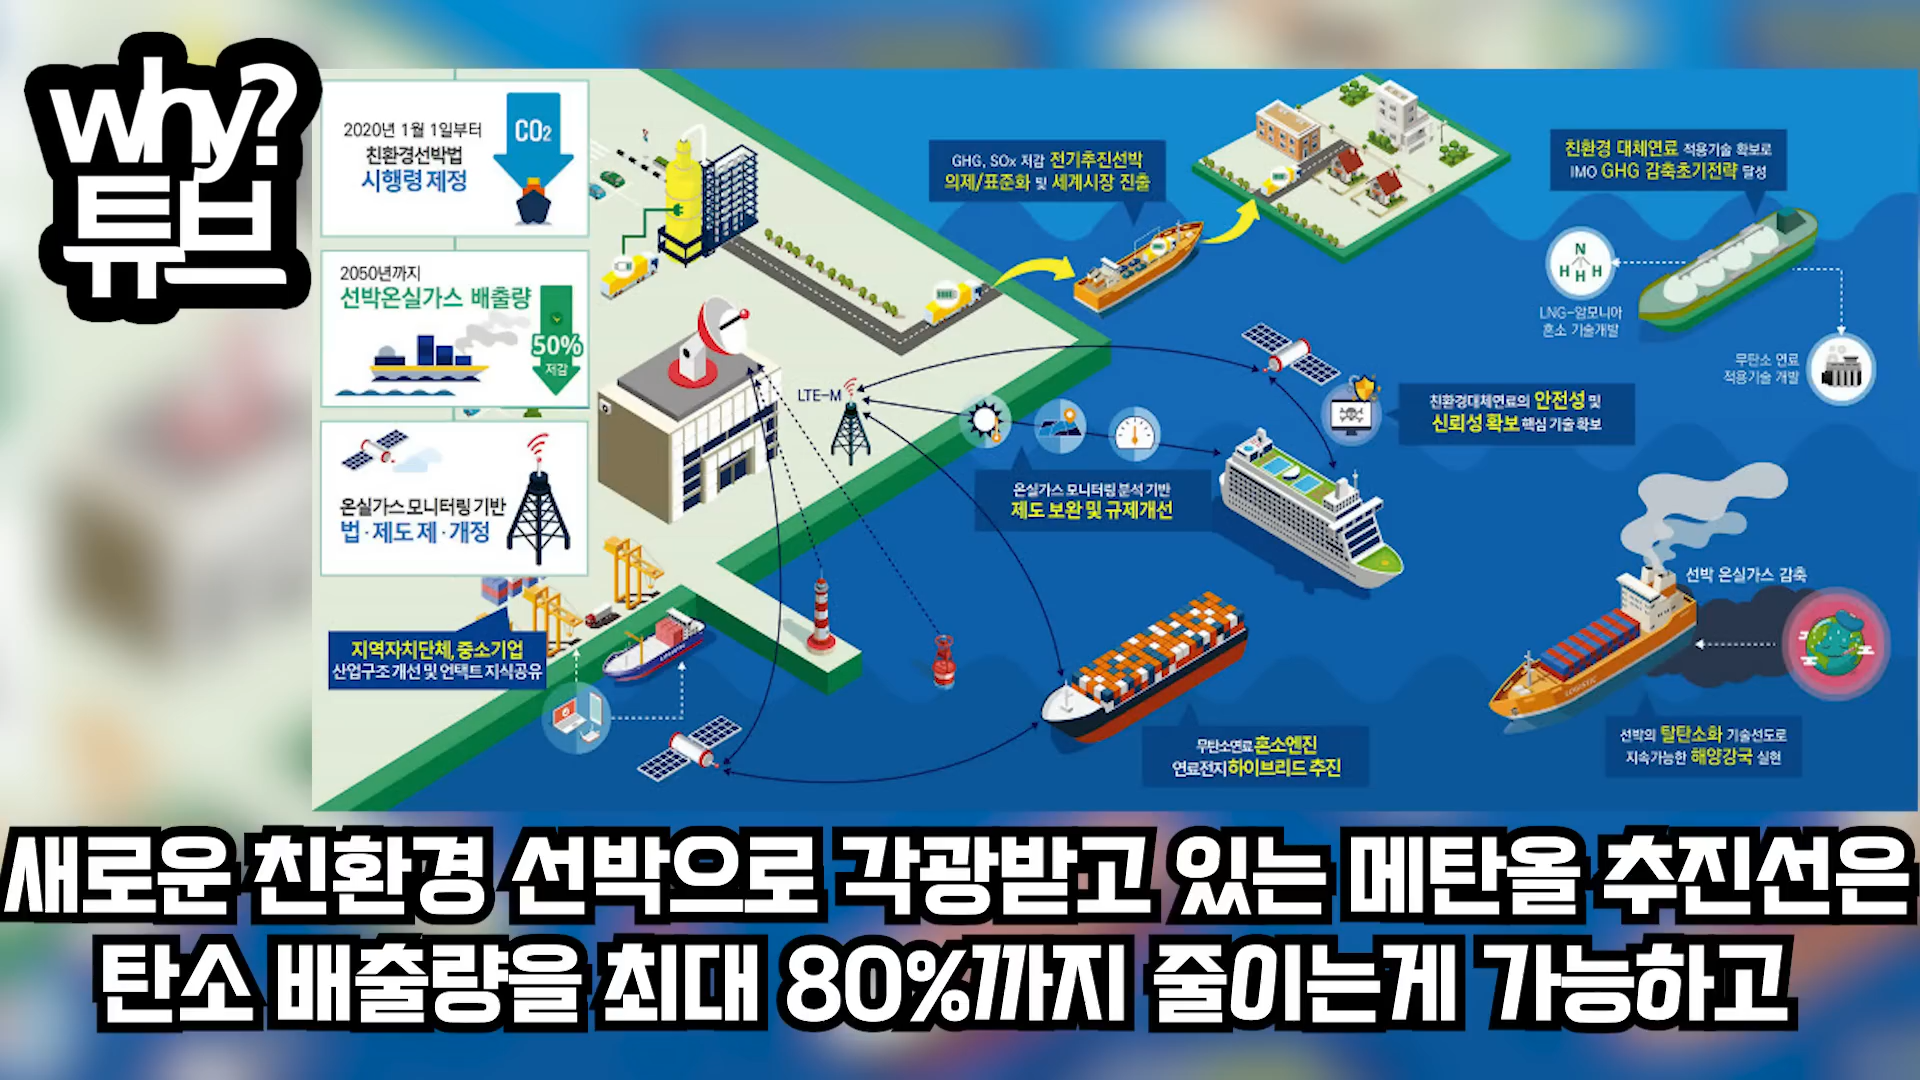 why?
튜브
2020년 1월 1일부터
친환경선박법
시행령 제정
CO2
2050년까지
선박온실가스 배출량
50%
저감
온실가스 모니터링 기반
법·제도 제·개정
지역자치단체, 중소기업
산업구조 개선 및 언택트 지식공유
LTE-M
GHG, SOx 저감 전기추진선박
의제/표준화 및 세계시장 진출
친환경 대체연료 적용기술 확보로
IMO GHG 감축초기전략 달성
N
H H H
LNG-암모니아
혼소 기술개발
무탄소 연료
적용기술 개발
친환경대체연료의 안전성 및
신뢰성 확보 핵심 기술 확보
온실가스 모니터링 분석 기반
제도 보완 및 규제개선
선박 온실가스 감축
LOGISTIC
무탄소연료 혼소엔진
연료전지 하이브리드 추진
선박의 탈탄소화 기술선도로
지속가능한 해양강국 실현
새로운 친환경 선박으로 각광받고 있는 메탄올 추진선은
탄소 배출량을 최대 80%까지 줄이는게 가능하고